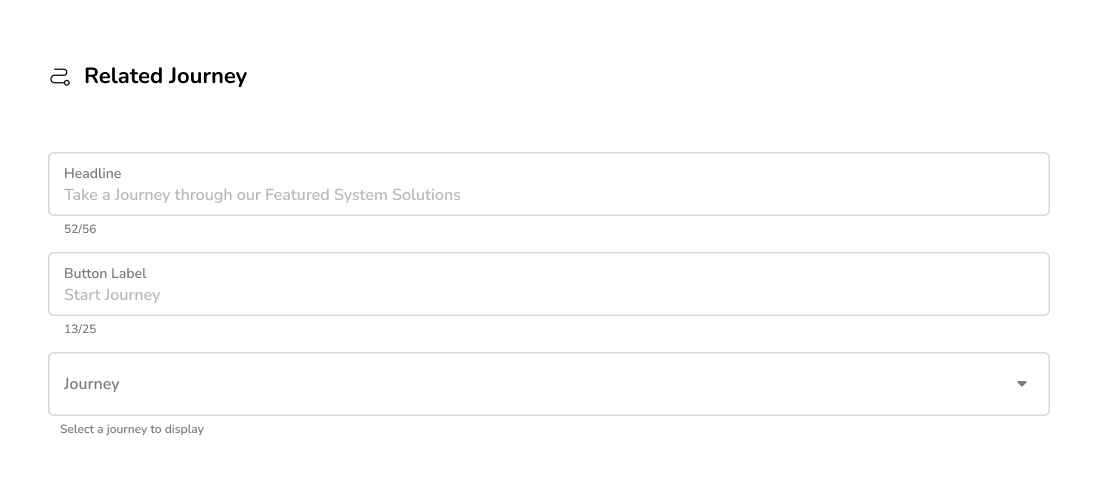 Related Journey
Headline
Take a Journey through our Featured System Solutions
52/56
Button Label
Start Journey
13/25
Journey
Select a journey to display